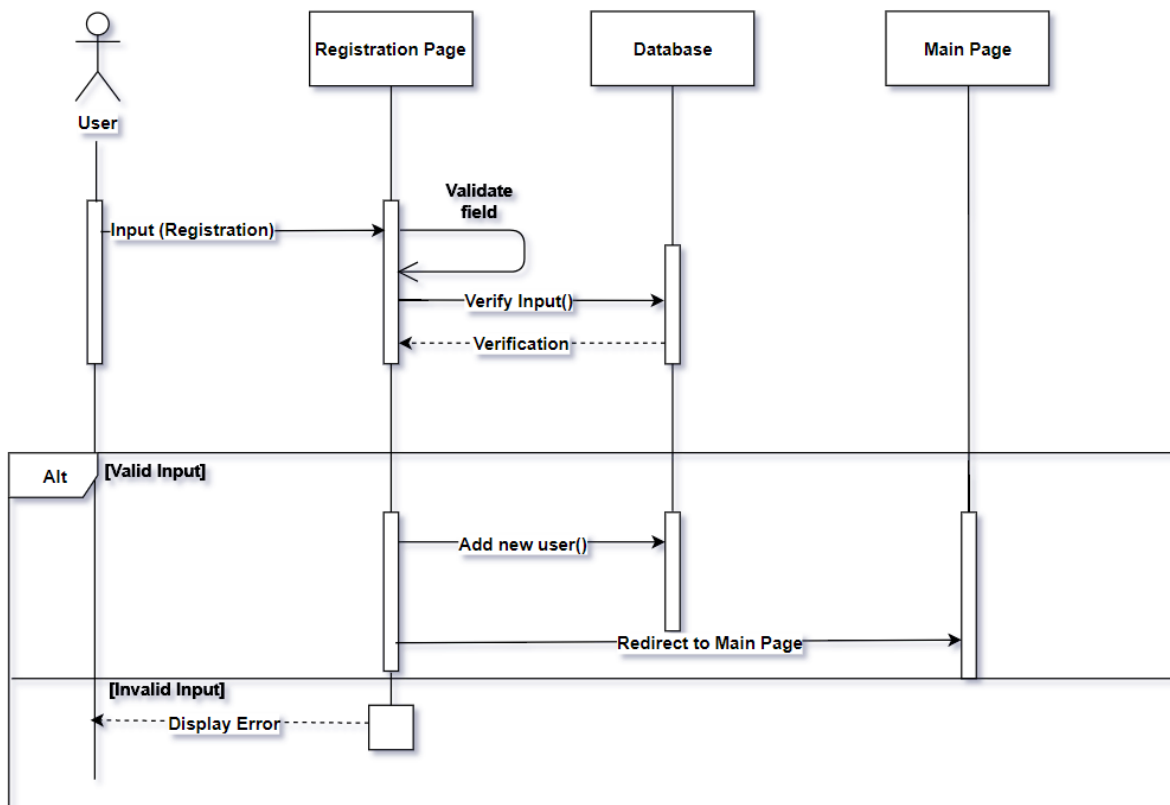 Registration Page
Database
Main Page
User
Validate
field
Input (Registration)
Verify Input()
Verification
Alt
[Valid Input]
Add new user()
Redirect to Main Page
[Invalid Input]
Display Error